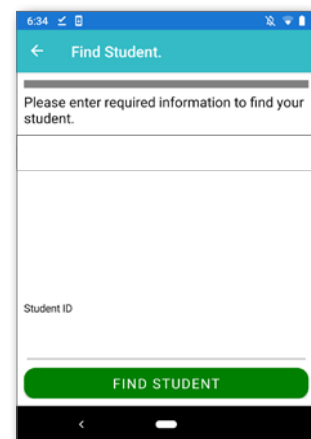 6:34
Find Student.
Please enter required information to find your
student.
Student ID
FIND STUDENT